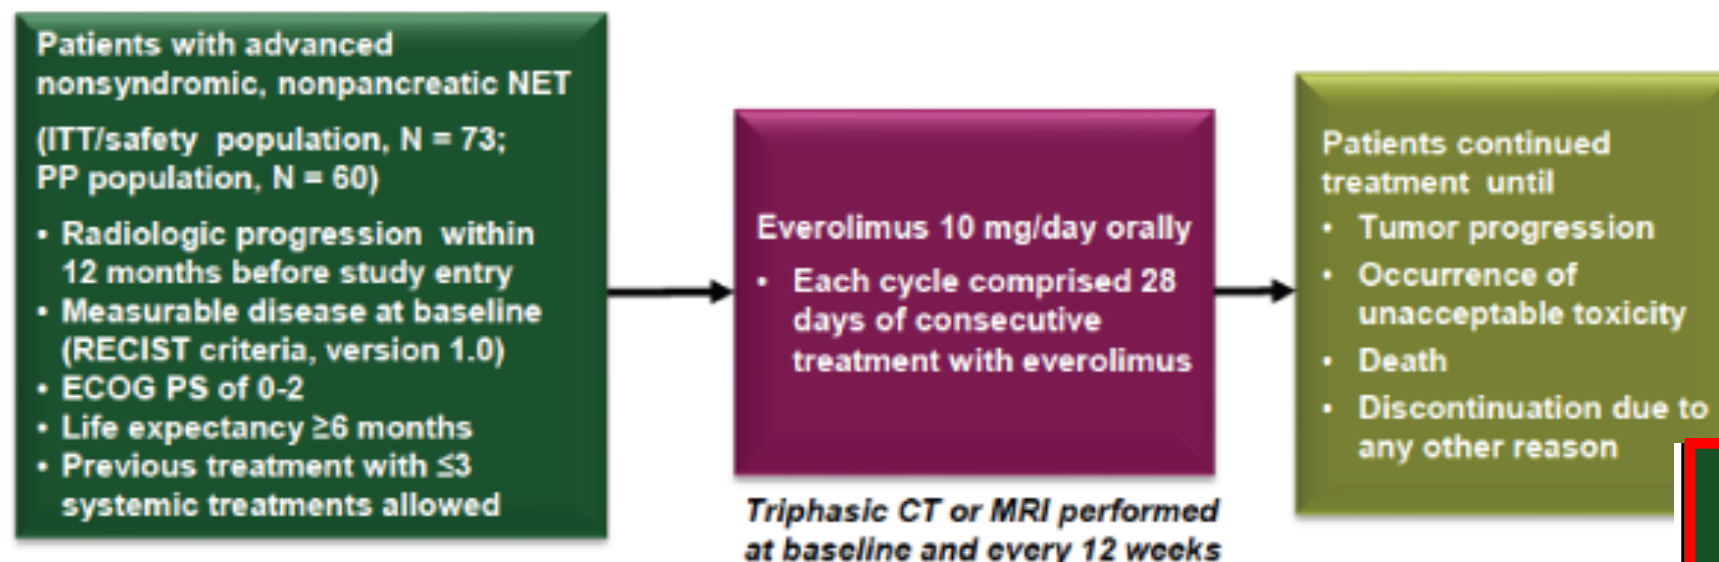 Patients with advanced
nonsyndromic, nonpancreatic NET
(ITT/safety population, N = 73;
PP population, N = 60)
• Radiologic progression within
12 months before study entry
• Measurable disease at baseline
(RECIST criteria, version 1.0)
• ECOG PS of 0-2
• Life expectancy ≥6 months
• Previous treatment with ≤3
systemic treatments allowed
Everolimus 10 mg/day orally
• Each cycle comprised 28
days of consecutive
treatment with everolimus
Triphasic CT or MRI performed
at baseline and every 12 weeks
Patients continued
treatment until
• Tumor progression
• Occurrence of
unacceptable toxicity
• Death
• Discontinuation due to
any other reason